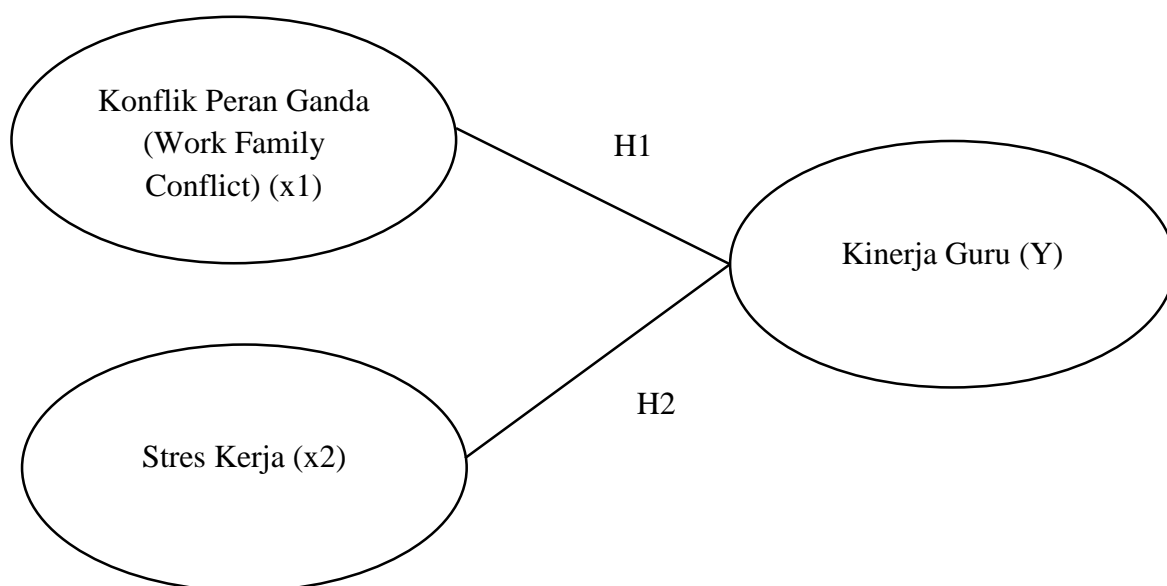 Konflik Peran Ganda
(Work Family
Conflict) (x1)
H1
Kinerja Guru (Y)
H2
Stres Kerja (x2)